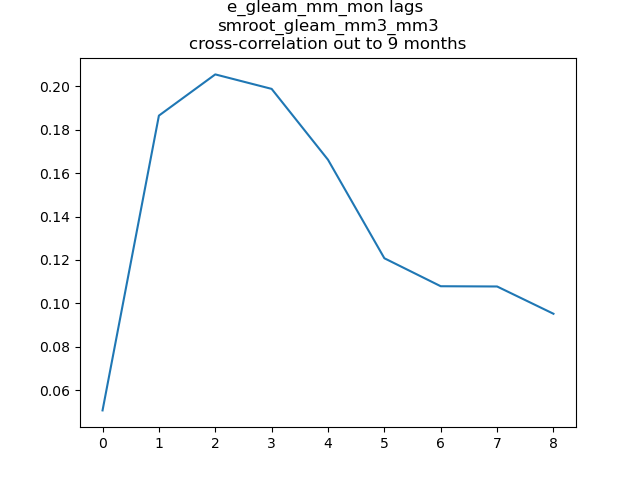 e_gleam_mm_mon lags
smroot_gleam_mm3_mm3
cross-correlation out to 9 months
0.20
0.18
0.16
0.14
0.12
0.10
0.08
0.06
0 1 2 3 4 5 6 7 8